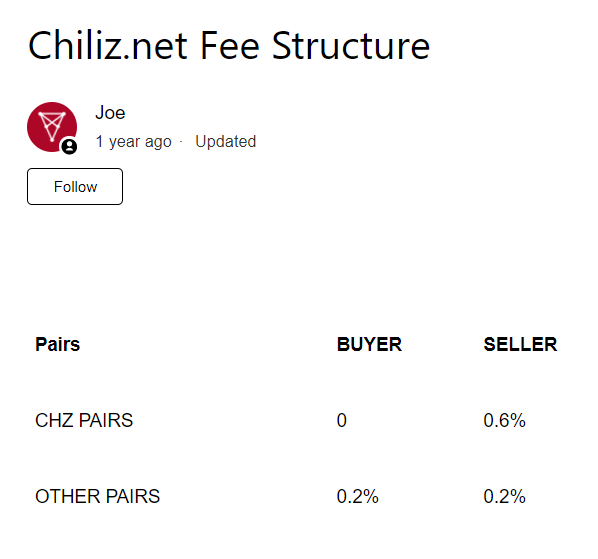 Chiliz.net Fee Structure
Joe
1 year ago · Updated
Follow
Pairs BUYER SELLER
CHZ PAIRS 0 0.6%
OTHER PAIRS 0.2% 0.2%